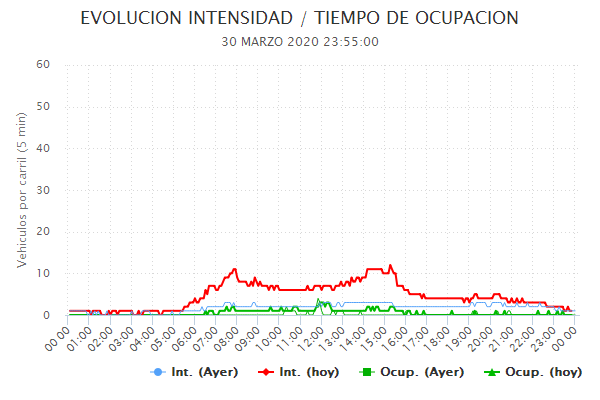 EVOLUCION INTENSIDAD / TIEMPO DE OCUPACION
30 MARZO 2020 23:55:00
Vehiculos por carril (5 min)
60
50
40
30
20
10
0
00:00 01:00 02:00 03:00 04:00 05:00 06:00 07:00 08:00 09:00 10:00 11:00 12:00 13:00 14:00 15:00 16:00 17:00 18:00 19:00 20:00 21:00 22:00 23:00 00:00
Int. (Ayer) Int. (hoy) Ocup. (Ayer) Ocup. (hoy)